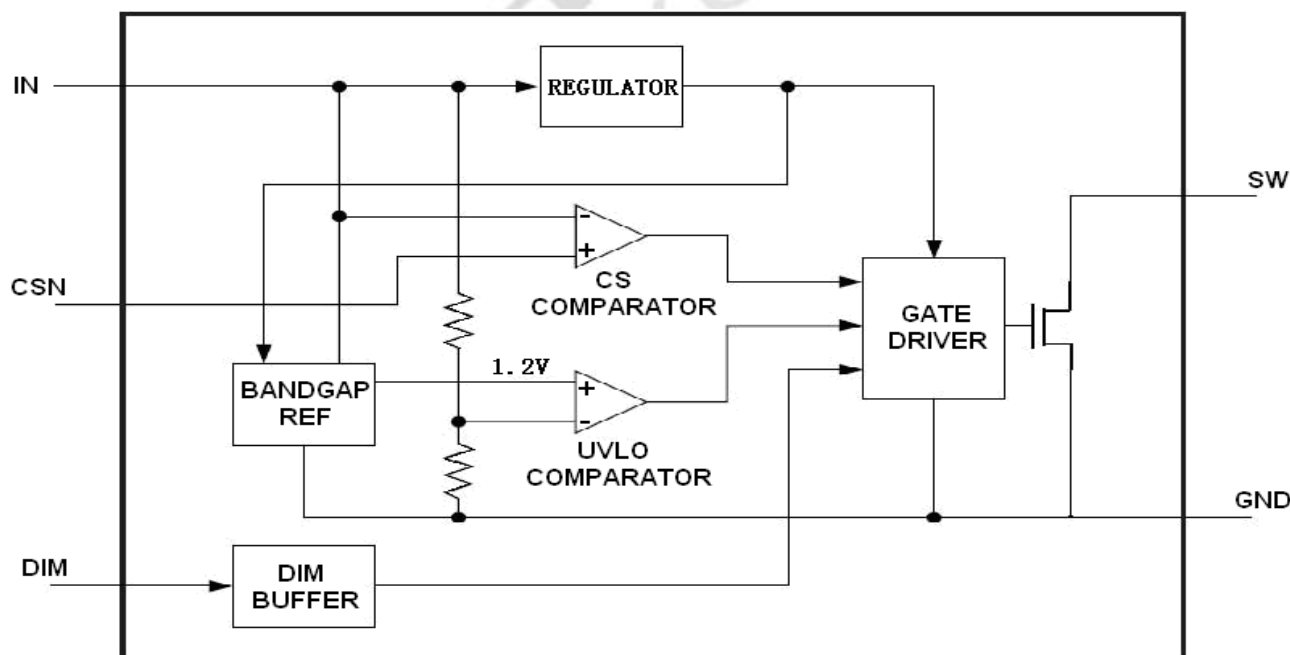 IN
REGULATOR
SW
-
+
CSN
CS
COMPARATOR
GATE
DRIVER
1.2V
BANDGAP
REF
+
-
UVLO
COMPARATOR
GND
DIM
DIM
BUFFER